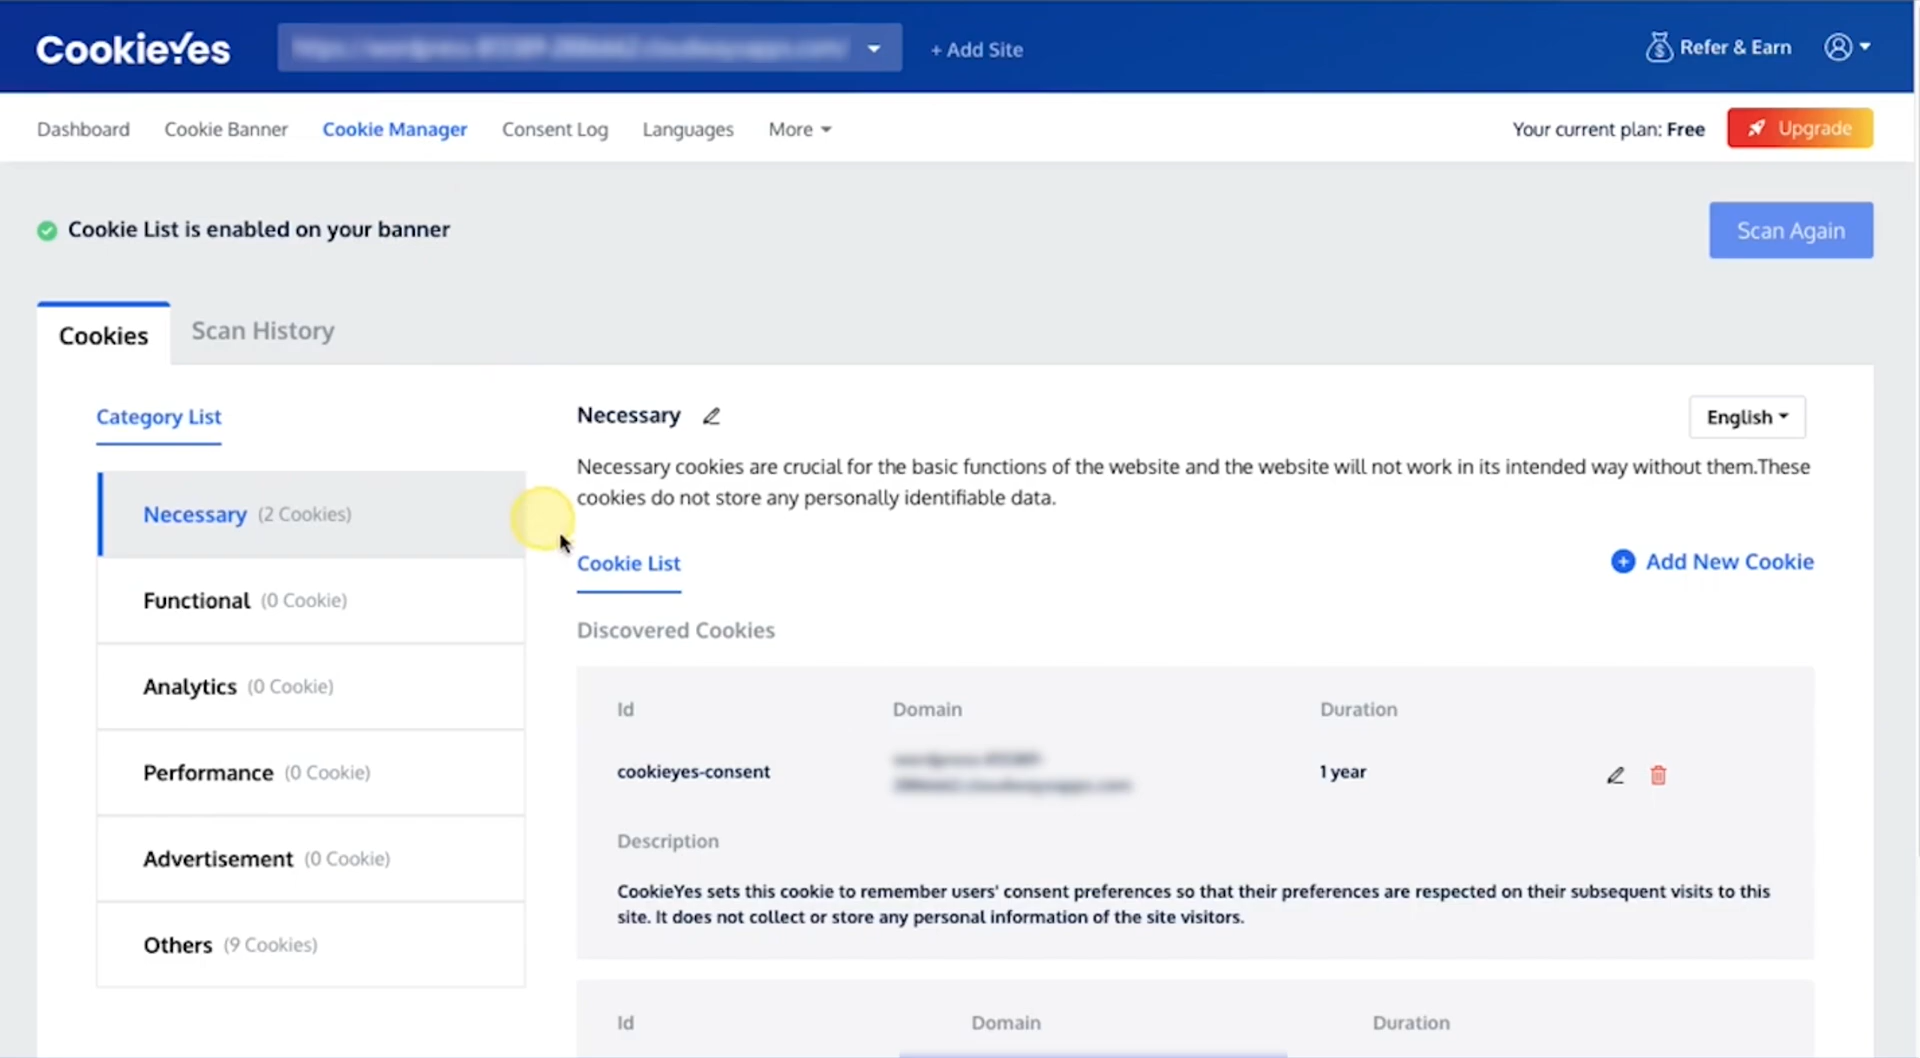 CookieYes
+ Add Site
Refer & Earn
Dashboard
Cookie Banner
Cookie Manager
Consent Log
Languages
More
Your current plan: Free
Upgrade
Cookie List is enabled on your banner
Scan Again
Cookies
Scan History
Category List
Necessary (2 Cookies)
Functional (0 Cookie)
Analytics (0 Cookie)
Performance (0 Cookie)
Advertisement (0 Cookie)
Others (9 Cookies)
Necessary
English
Necessary cookies are crucial for the basic functions of the website and the website will not work in its intended way without them.These
cookies do not store any personally identifiable data.
Cookie List
Add New Cookie
Discovered Cookies
Id
Domain
Duration
cookieyes-consent
1 year
Description
CookieYes sets this cookie to remember users' consent preferences so that their preferences are respected on their subsequent visits to this
site. It does not collect or store any personal information of the site visitors.
Id
Domain
Duration